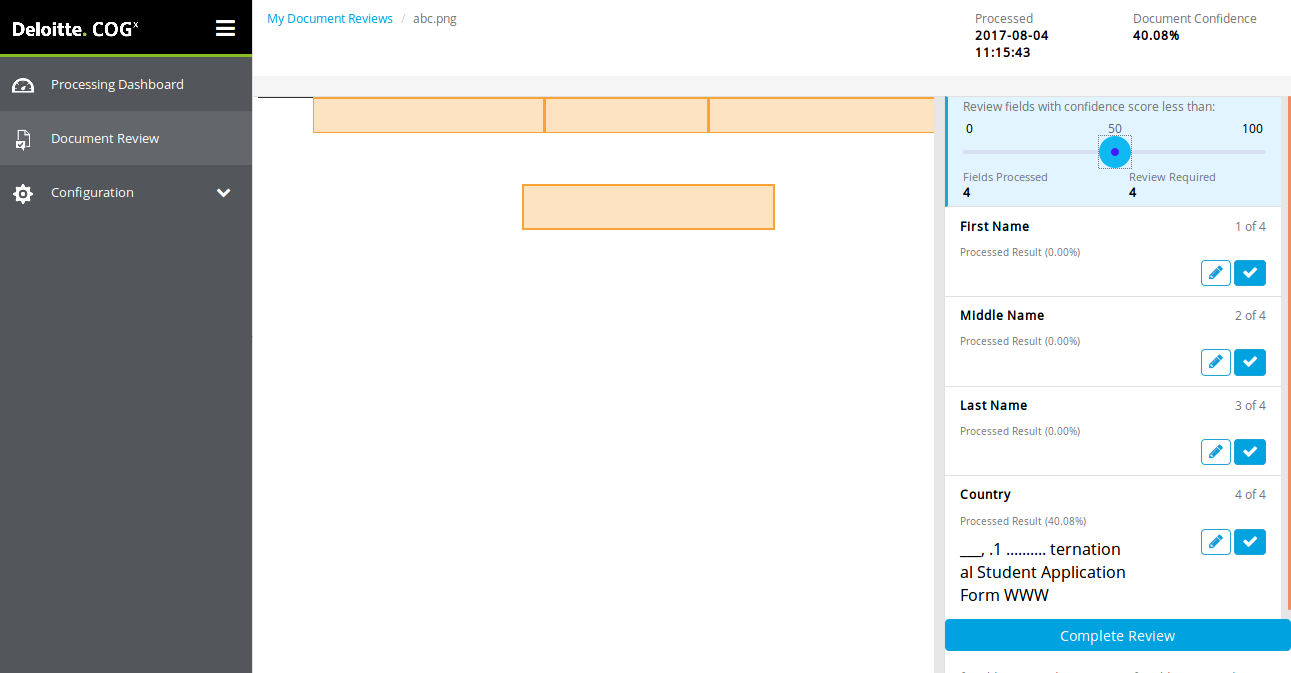 Deloitte. COGx
My Document Reviews / abc.png
Processed
2017-08-04
11:15:43
Document Confidence
40.08%
Processing Dashboard
Document Review
Configuration
Review fields with confidence score less than:
0 50 100
Fields Processed
4
Review Required
4
First Name 1 of 4
Processed Result (0.00%)
Middle Name 2 of 4
Processed Result (0.00%)
Last Name 3 of 4
Processed Result (0.00%)
Country 4 of 4
Processed Result (40.08%)
___, .1 .......... ternation
al Student Application
Form WWW
Complete Review